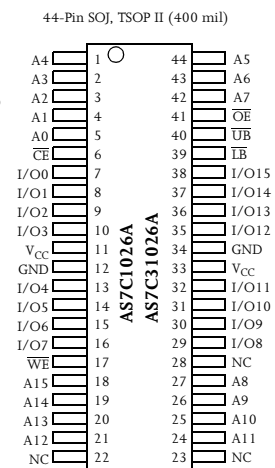 44-Pin SOJ, TSOP II (400 mil)
A4 1 44 A5
A3 2 43 A6
A2 3 42 A7
A1 4 41 OE
A0 5 40 UB
CE 6 39 LB
I/O0 7 38 I/O15
I/O1 8 37 I/O14
I/O2 9 36 I/O13
I/O3 10 35 I/O12
VCC 11 34 GND
GND 12 33 VCC
I/O4 13 32 I/O11
I/O5 14 31 I/O10
I/O6 15 30 I/O9
I/O7 16 29 I/O8
WE 17 28 NC
A15 18 27 A8
A14 19 26 A9
A13 20 25 A10
A12 21 24 A11
NC 22 23 NC
AS7C1026A
AS7C31026A